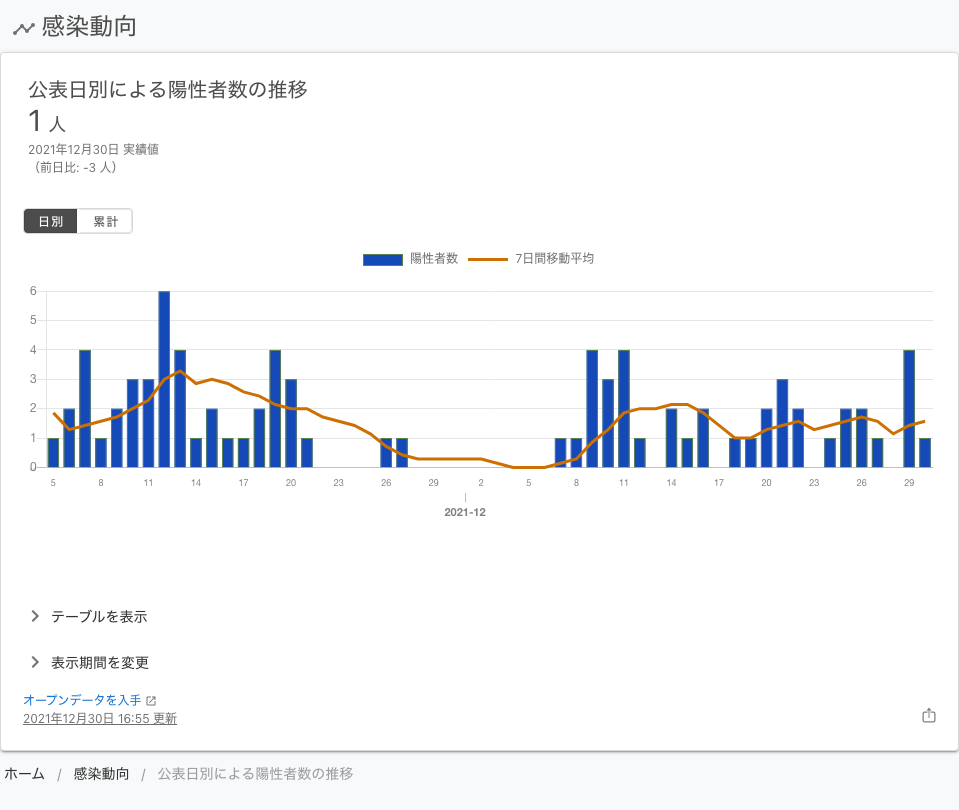 感染動向
公表日別による陽性者数の推移
1 人
2021年12月30日 実績値
（前日比: -3 人）
日別 累計
陽性者数 7日間移動平均
6
5
4
3
2
1
0
5 8 11 14 17 20 23 26 29 2 5 8 11 14 17 20 23 26 29
2021-12
テーブルを表示
表示期間を変更
オープンデータを入手
2021年12月30日 16:55 更新
ホーム / 感染動向 / 公表日別による陽性者数の推移